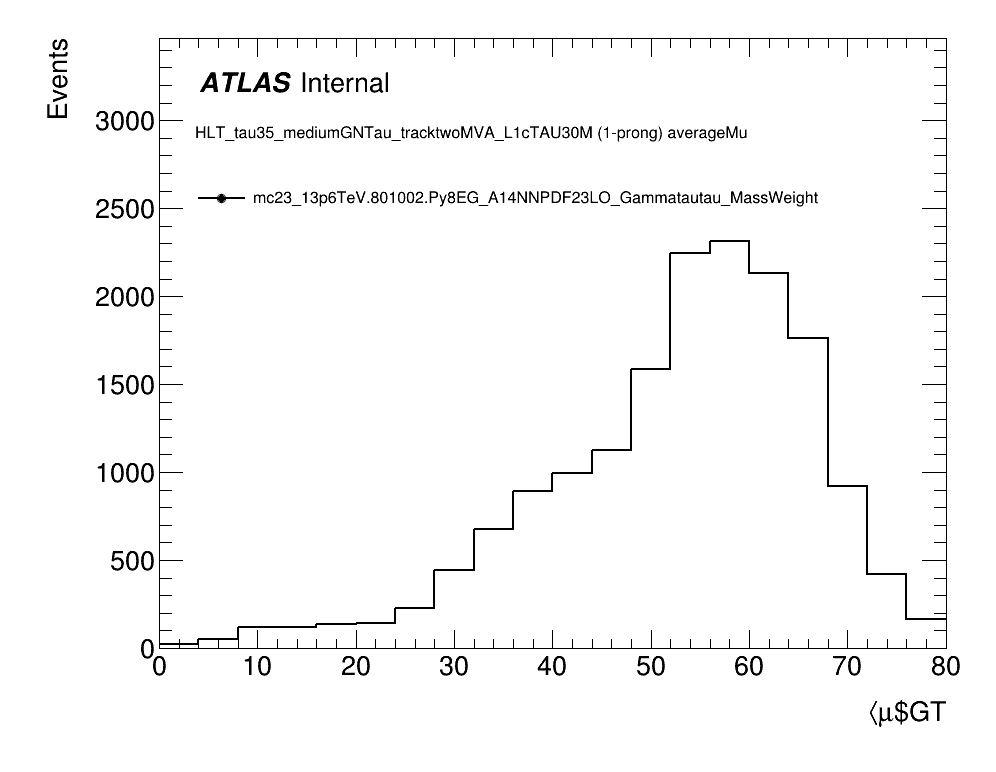 Events
ATLAS Internal
HLT_tau35_mediumGNTau_tracktwoMVA_L1cTAU30M (1-prong) averageMu
mc23_13p6TeV.801002.Py8EG_A14NNPDF23LO_Gammatautau_MassWeight
3000
2500
2000
1500
1000
500
0
0 10 20 30 40 50 60 70 80
⟨μ$GT